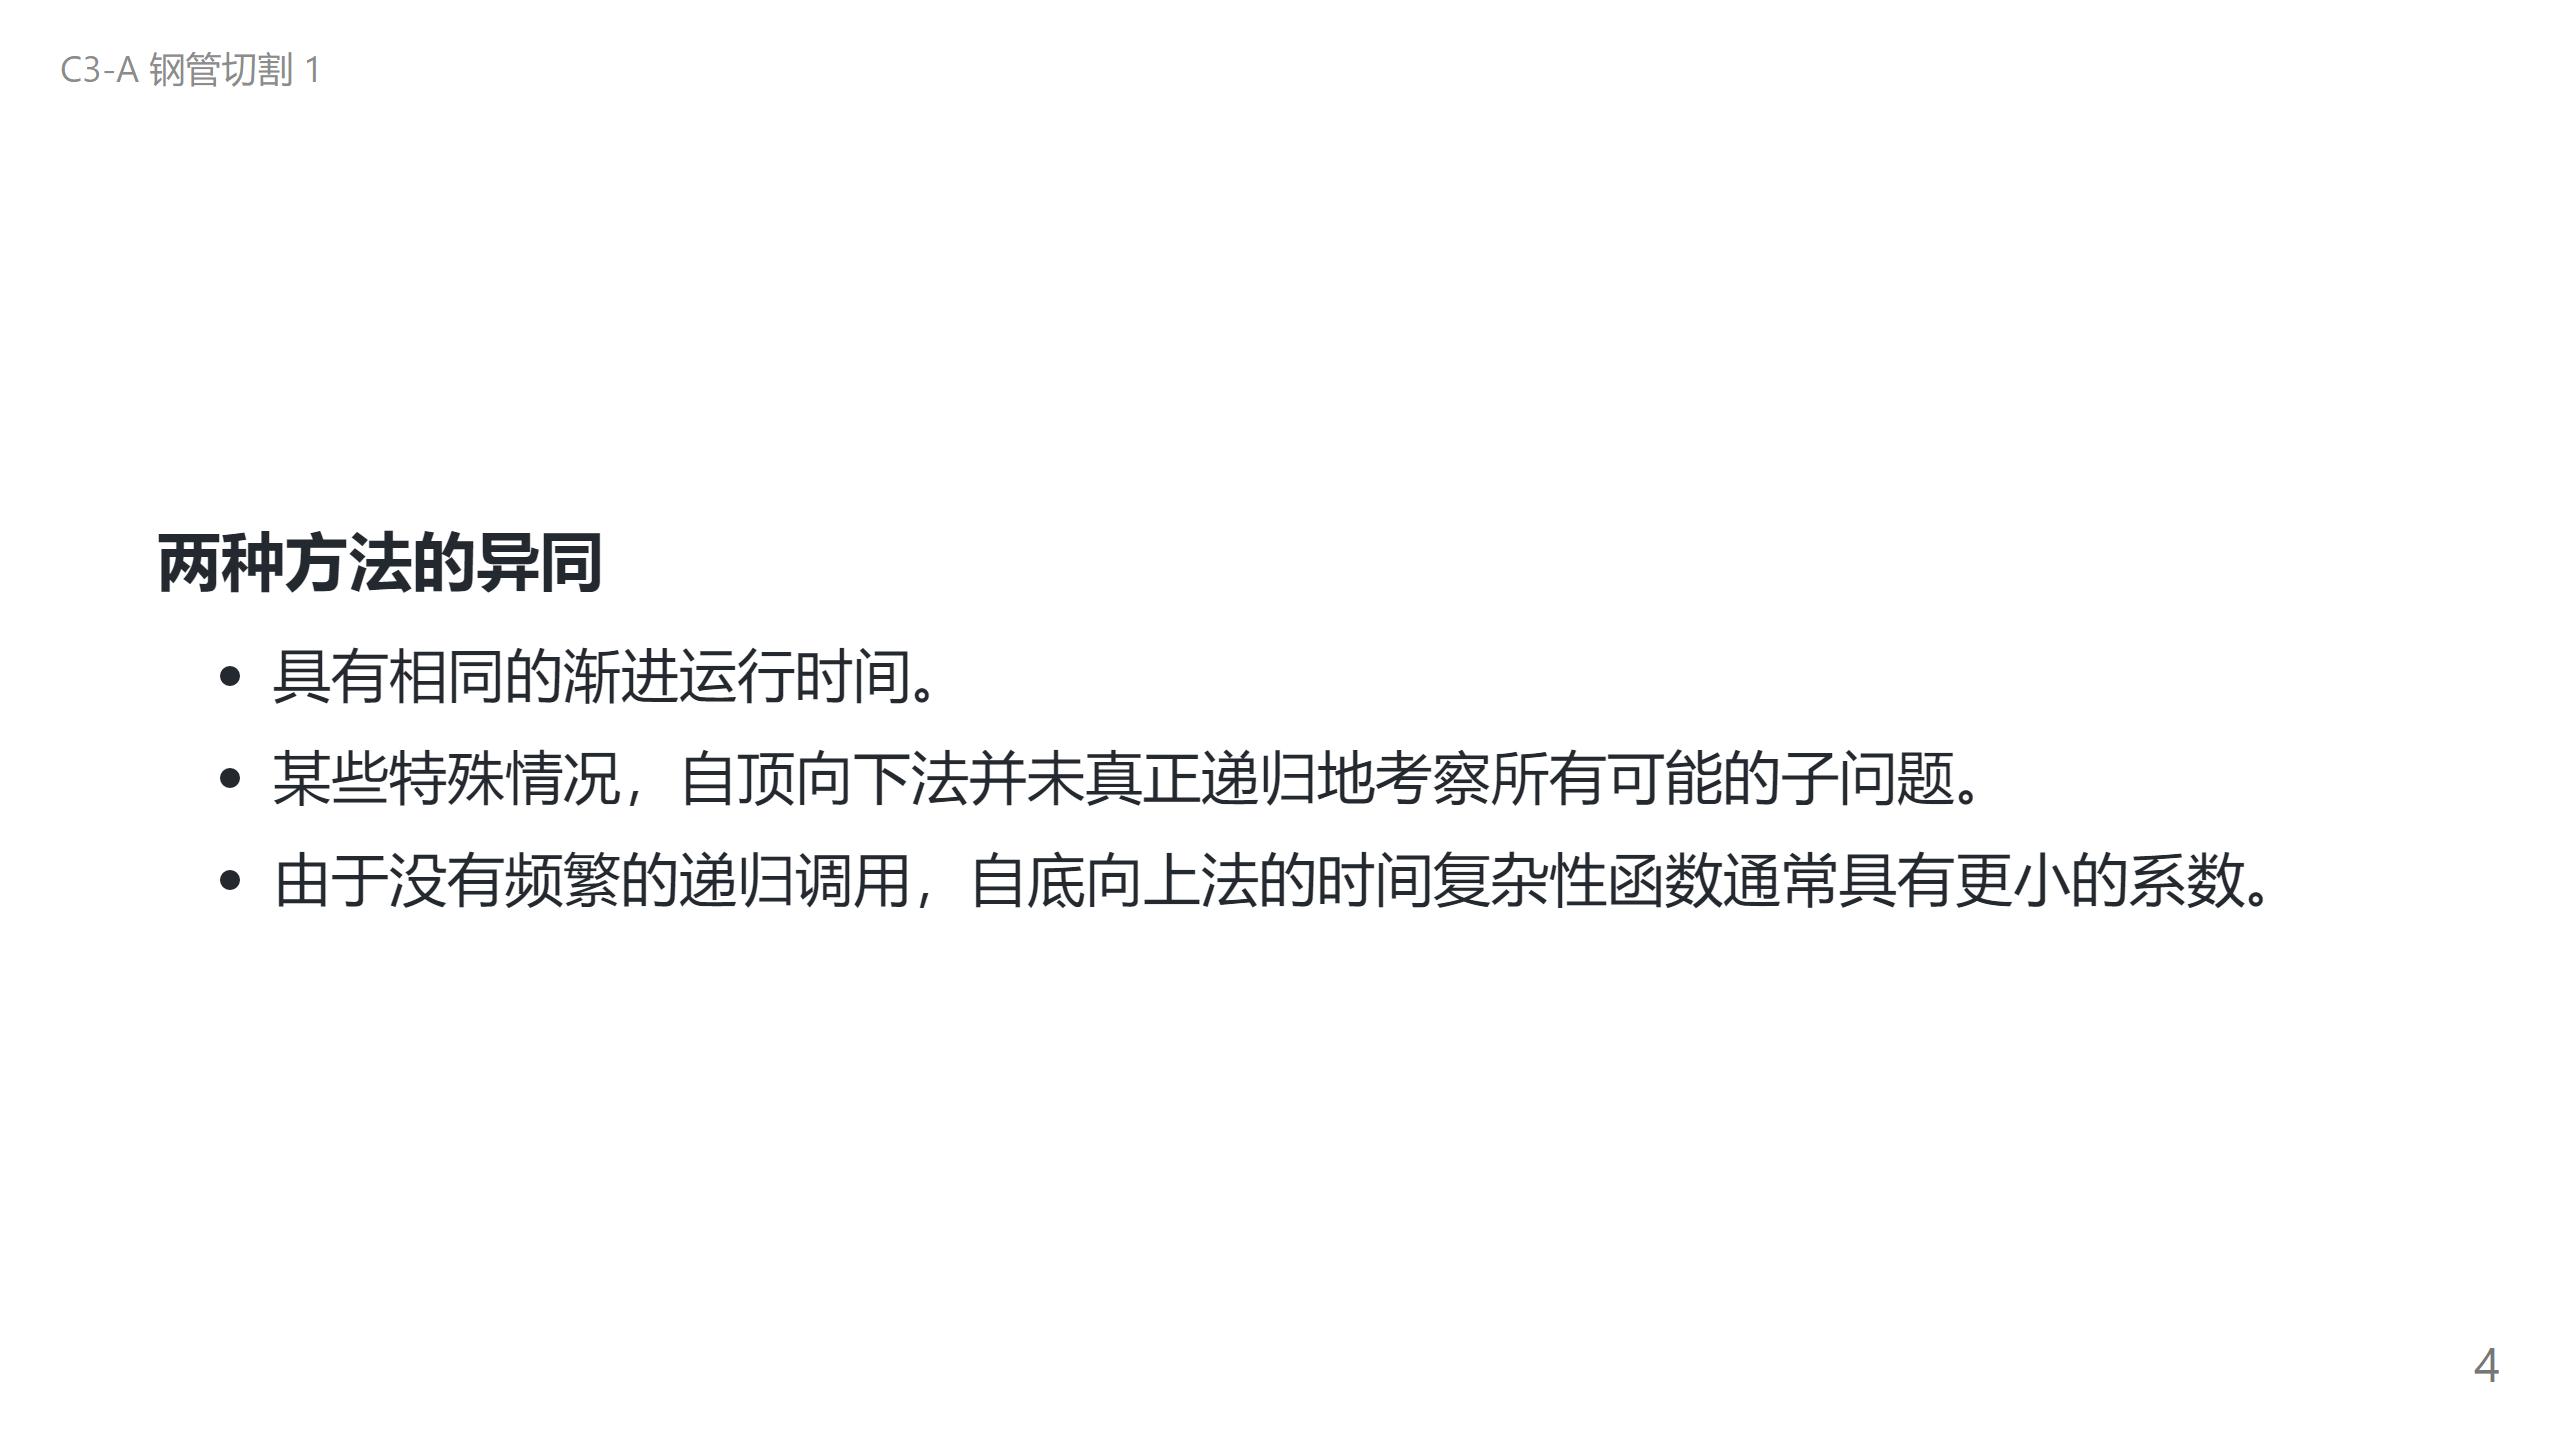 C3-A 钢管切割 1
两种方法的异同
具有相同的渐进运行时间。
某些特殊情况，自顶向下法并未真正递归地考察所有可能的子问题。
由于没有频繁的递归调用，自底向上法的时间复杂性函数通常具有更小的系数。
4